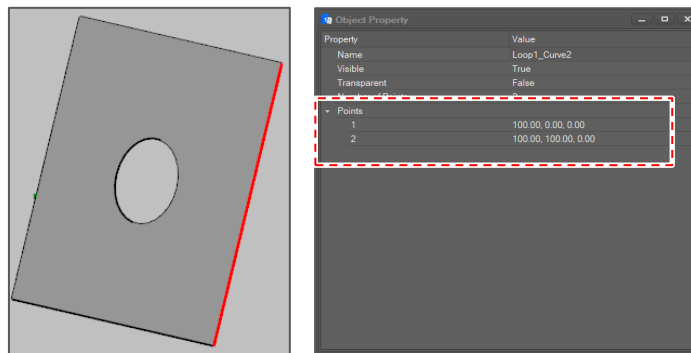 Object Property
Property Value
Name Loop1_Curve2
Visible True
Transparent False
Points
1 100.00, 0.00, 0.00
2 100.00, 100.00, 0.00